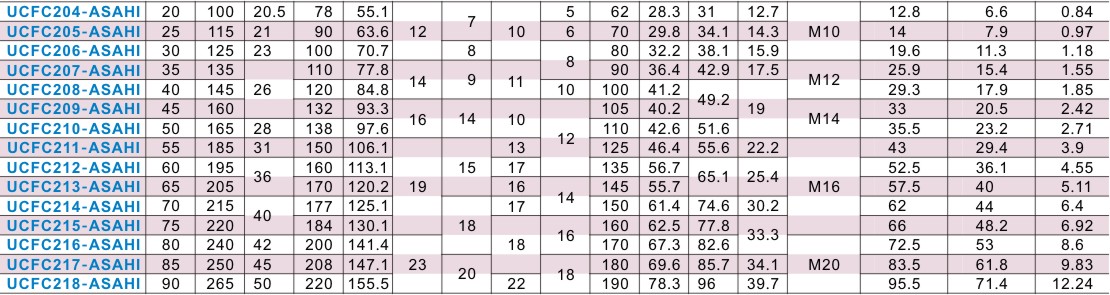 UCFC204-ASAHI 20 100 20.5 78 55.1 7 5 62 28.3 31 12.7 12.8 6.6 0.84
UCFC205-ASAHI 25 115 21 90 63.6 12 10 6 70 29.8 34.1 14.3 M10 14 7.9 0.97
UCFC206-ASAHI 30 125 23 100 70.7 8 8 80 32.2 38.1 15.9 19.6 11.3 1.18
UCFC207-ASAHI 35 135 110 77.8 14 9 11 90 36.4 42.9 17.5 M12 25.9 15.4 1.55
UCFC208-ASAHI 40 145 26 120 84.8 10 100 41.2 49.2 29.3 17.9 1.85
UCFC209-ASAHI 45 160 132 93.3 16 14 10 105 40.2 19 M14 33 20.5 2.42
UCFC210-ASAHI 50 165 28 138 97.6 12 110 42.6 51.6 35.5 23.2 2.71
UCFC211-ASAHI 55 185 31 150 106.1 13 125 46.4 55.6 22.2 43 29.4 3.9
UCFC212-ASAHI 60 195 36 160 113.1 15 17 135 56.7 65.1 25.4 52.5 36.1 4.55
UCFC213-ASAHI 65 205 170 120.2 19 16 14 145 55.7 M16 57.5 40 5.11
UCFC214-ASAHI 70 215 40 177 125.1 17 150 61.4 74.6 30.2 62 44 6.4
UCFC215-ASAHI 75 220 184 130.1 18 16 160 62.5 77.8 33.3 66 48.2 6.92
UCFC216-ASAHI 80 240 42 200 141.4 18 170 67.3 82.6 72.5 53 8.6
UCFC217-ASAHI 85 250 45 208 147.1 23 20 18 180 69.6 85.7 34.1 M20 83.5 61.8 9.83
UCFC218-ASAHI 90 265 50 220 155.5 22 190 78.3 96 39.7 95.5 71.4 12.24